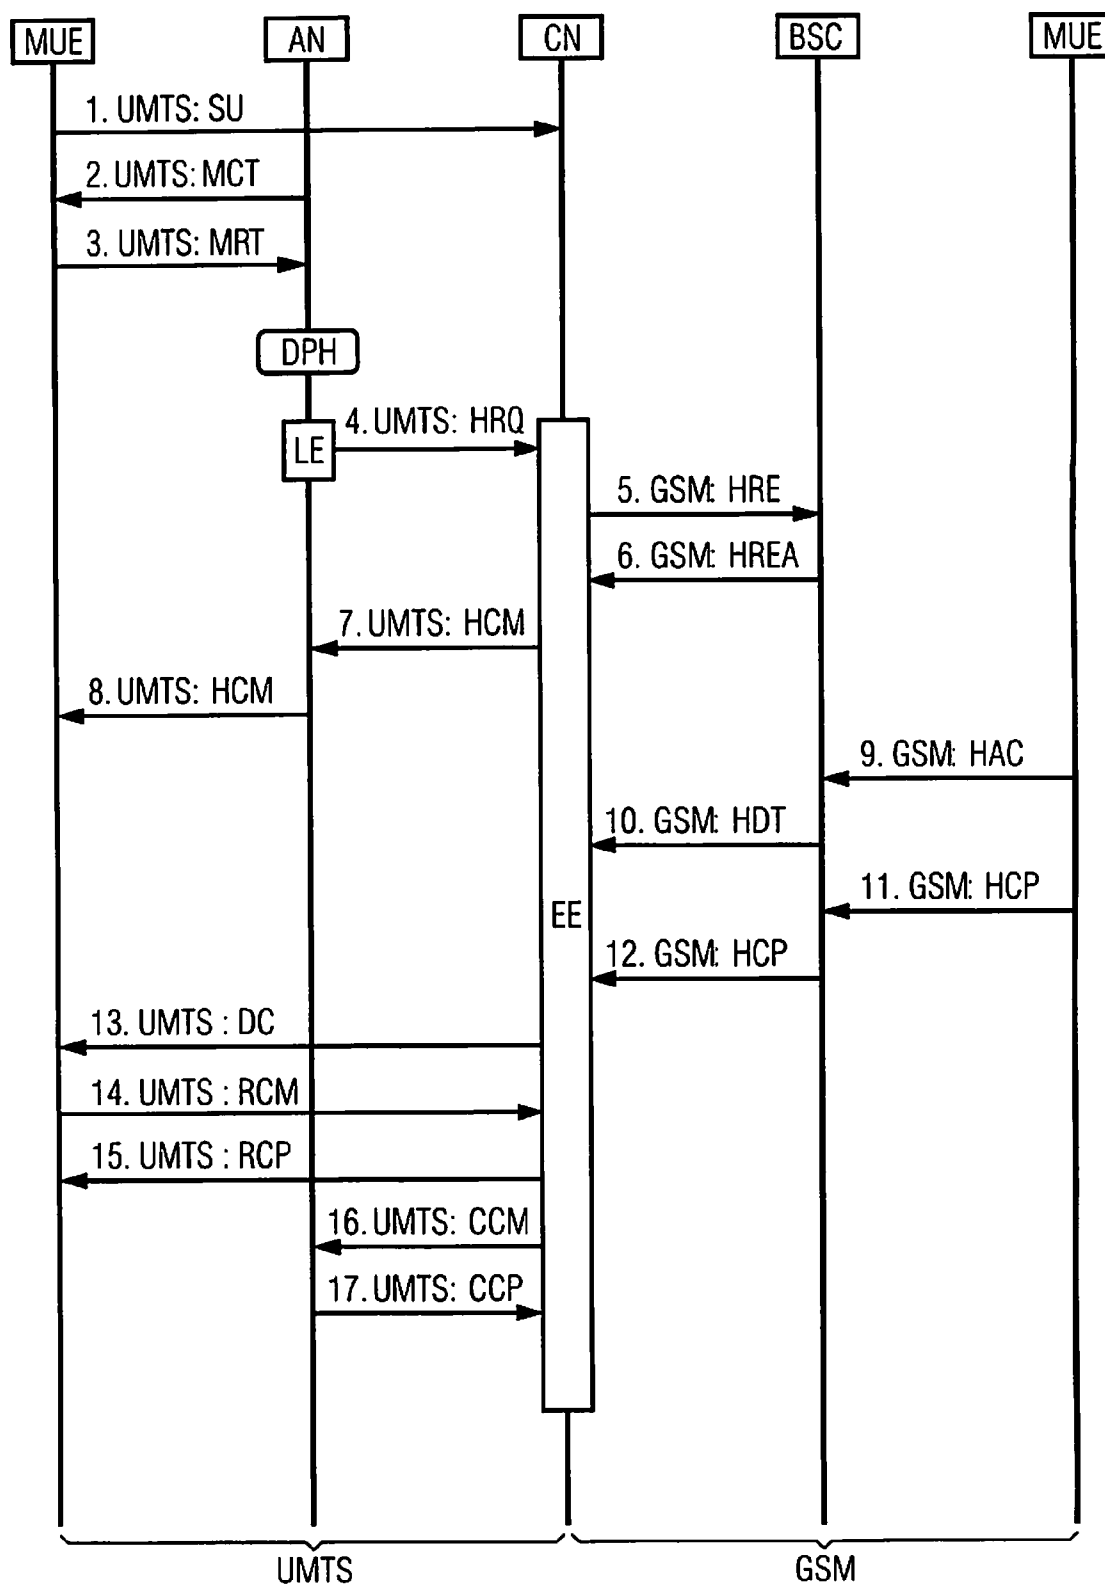 MUE AN CN BSC MUE
1. UMTS: SU
2. UMTS: MCT
3. UMTS: MRT
DPH
LE
4. UMTS: HRQ
5. GSM: HRE
6. GSM: HREA
7. UMTS: HCM
8. UMTS: HCM
9. GSM: HAC
10. GSM: HDT
11. GSM: HCP
EE
12. GSM: HCP
13. UMTS : DC
14. UMTS : RCM
15. UMTS : RCP
16. UMTS: CCM
17. UMTS: CCP
UMTS GSM